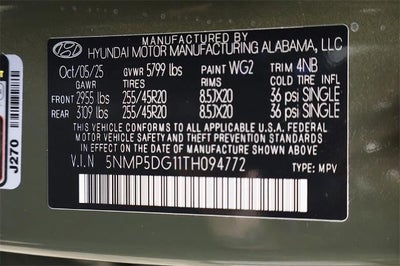 MANUFACTURED BY
HYUNDAI MOTOR MANUFACTURING ALABAMA, LLC
Oct/05/25 GVWR 5799 lbs PAINT WG2 TRIM 4NB
GAWR TIRES RIMS COLD TIRE INFL
FRONT 2955 lbs 255/45R20 8.5JX20 36 psi SINGLE
REAR 3109 lbs 255/45R20 8.5JX20 36 psi SINGLE
THIS VEHICLE CONFORMS TO ALL APPLICABLE U.S.A. FEDERAL
MOTOR VEHICLE SAFETY AND THEFT PREVENTION STANDARDS
IN EFFECT ON THE DATE OF MANUFACTURE SHOWN ABOVE.
V.I.N 5NMP5DG11TH094772 TYPE: MPV
J270